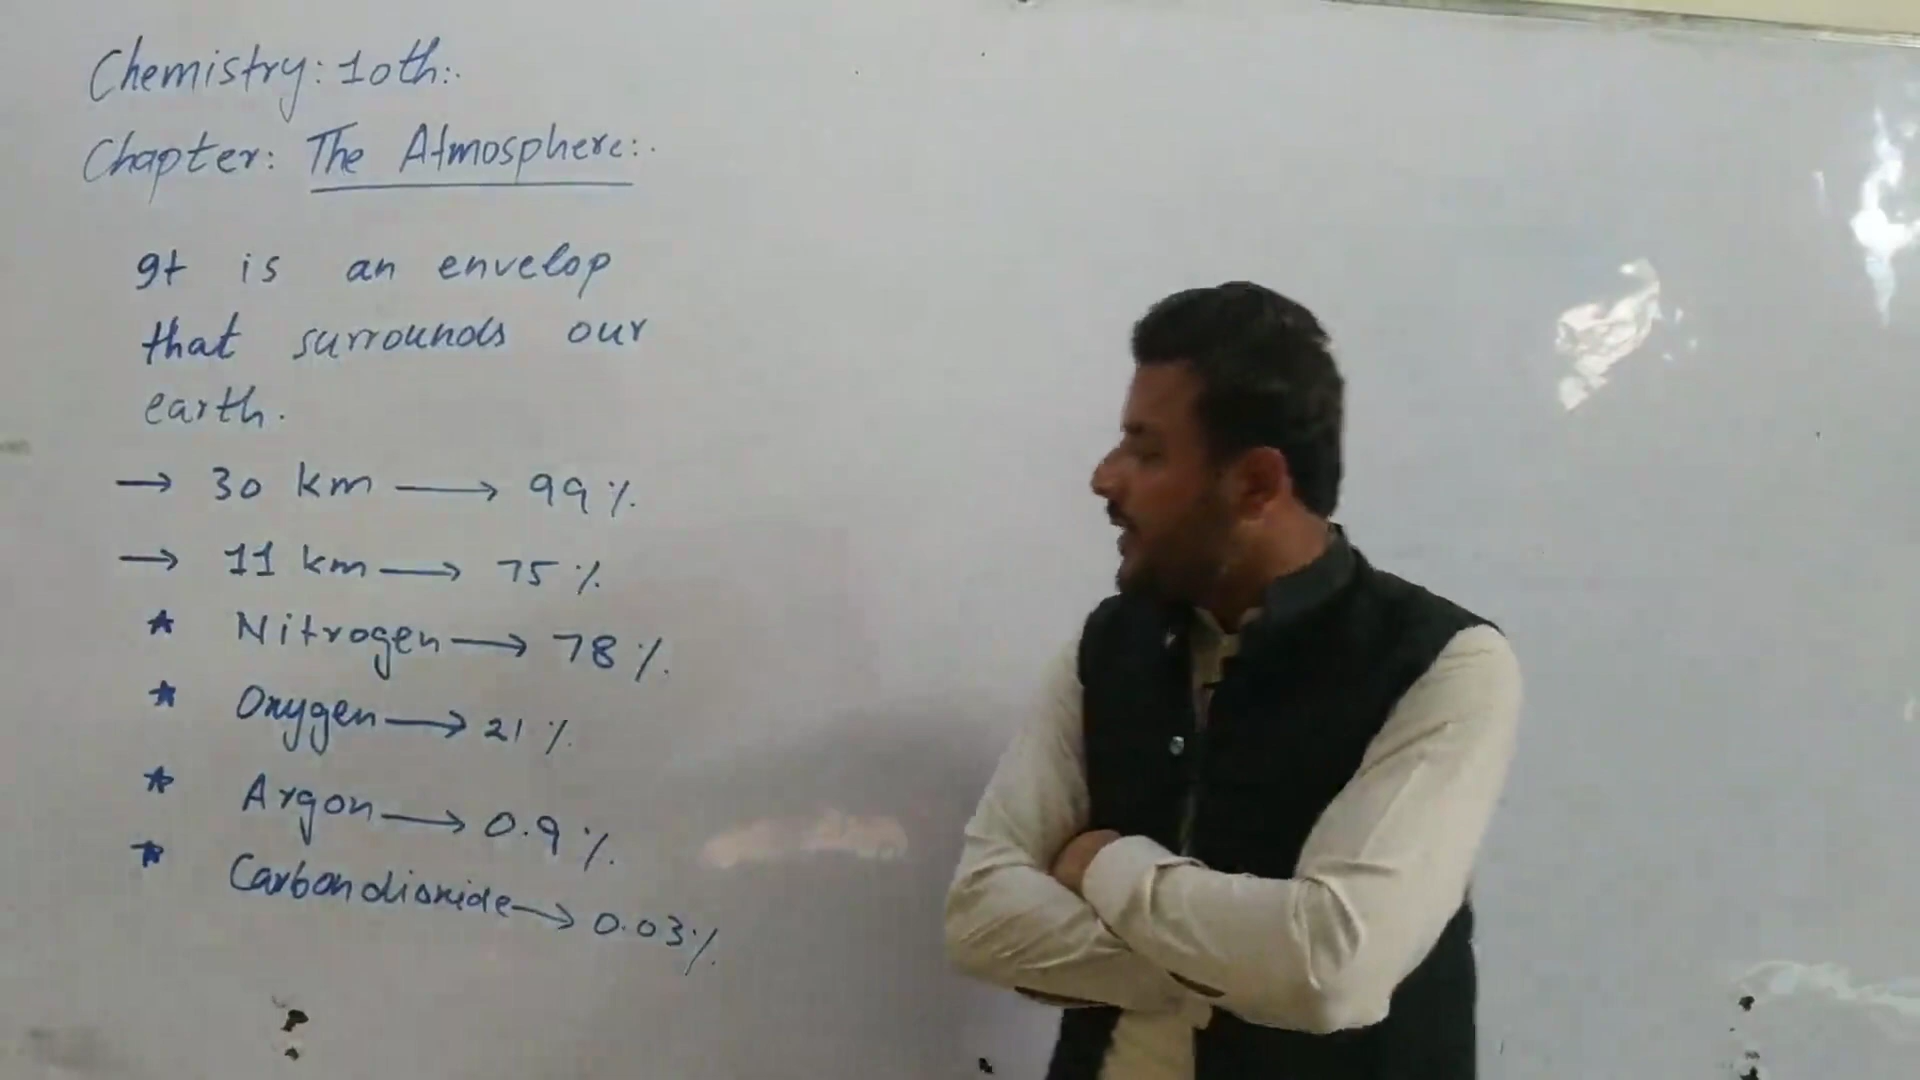 Chemistry: 10th:.
Chapter: The Atmosphere:.
It is an envelop
that surrounds our
earth.
→ 30 km → 99%
→ 11 km → 75%
* Nitrogen → 78%
* Oxygen → 21%
* Argon → 0.9%
* Carbondioxide → 0.03%